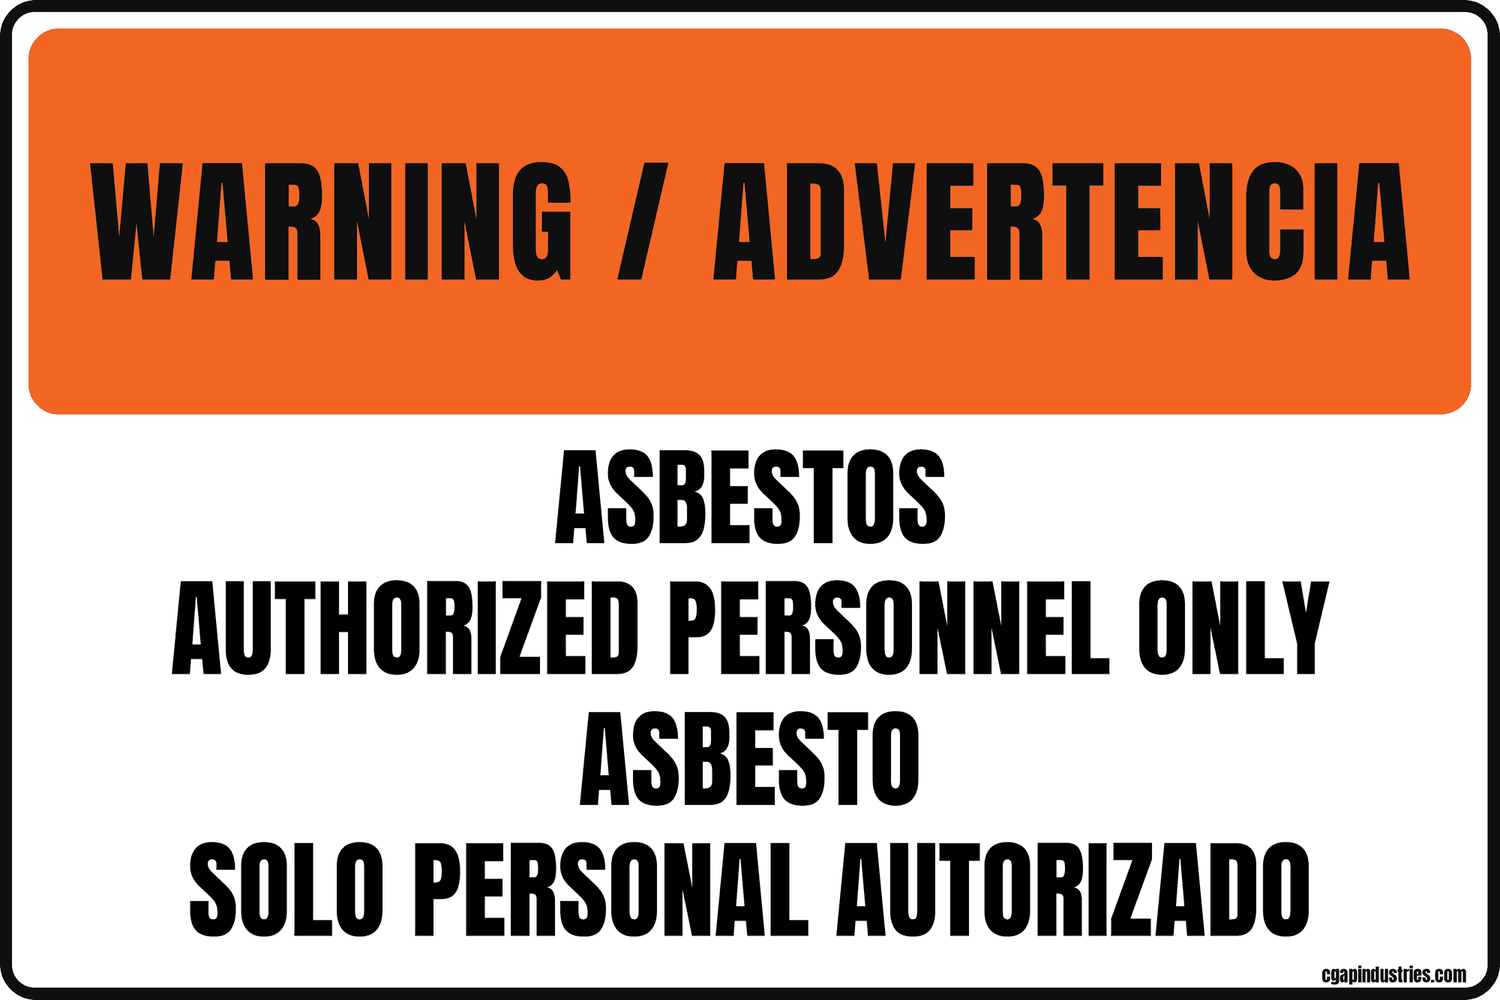 WARNING / ADVERTENCIA
ASBESTOS
AUTHORIZED PERSONNEL ONLY
ASBESTO
SOLO PERSONAL AUTORIZADO
cgapindustries.com